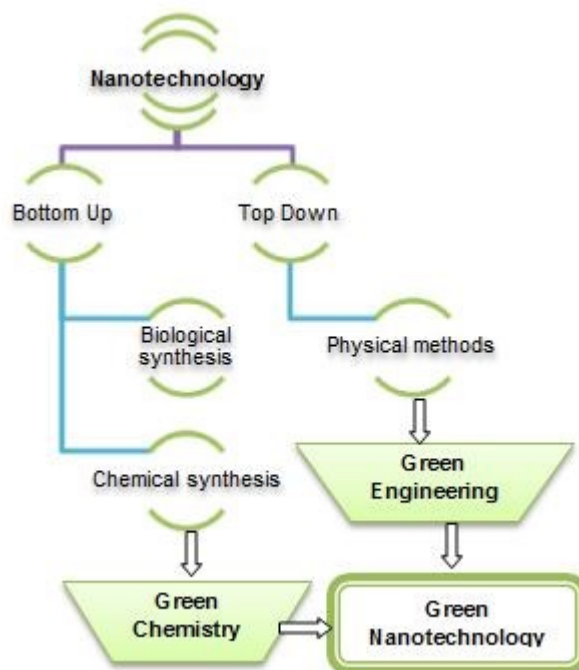 Nanotechnology
Bottom Up
Top Down
Biological
synthesis
Physical methods
Chemical synthesis
Green
Engineering
Green
Chemistry
Green
Nanotechnology